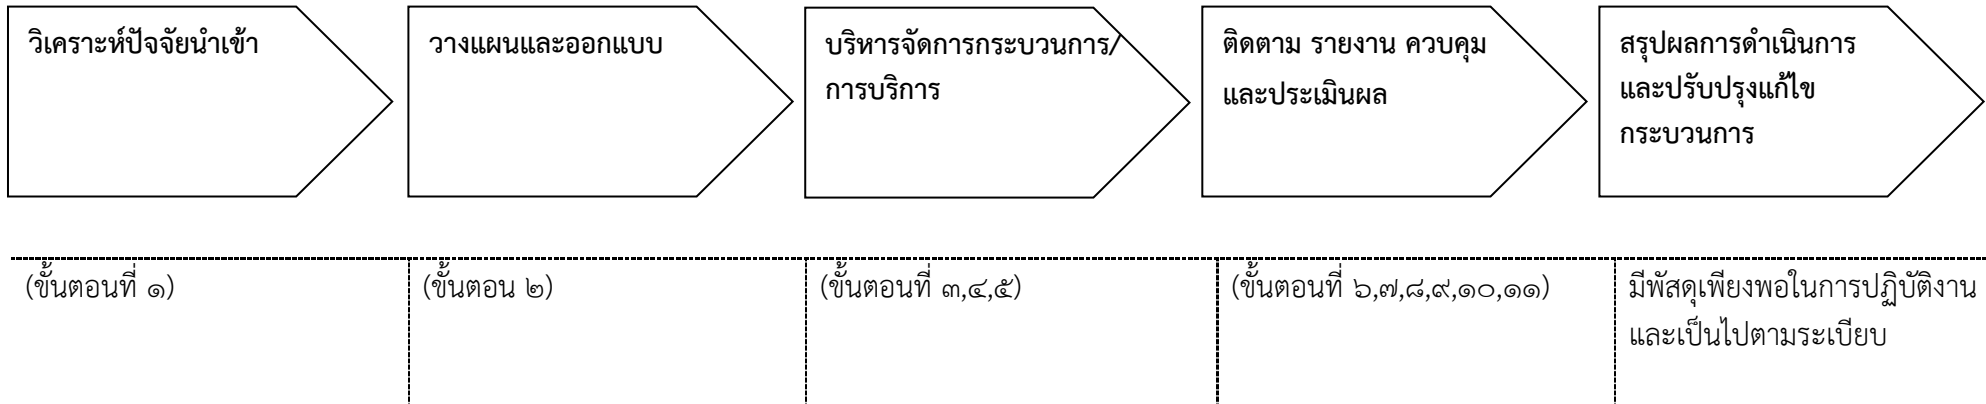 วิเคราะห์ปัจจัยนำเข้า
วางแผนและออกแบบ
บริหารจัดการกระบวนการ/
การบริการ
ติดตาม รายงาน ควบคุม
และประเมินผล
สรุปผลการดำเนินการ
และปรับปรุงแก้ไข
กระบวนการ
(ขั้นตอนที่ ๑)
(ขั้นตอน ๒)
(ขั้นตอนที่ ๓,๔,๕)
(ขั้นตอนที่ ๖,๗,๘,๙,๑๐,๑๑)
มีพัสดุเพียงพอในการปฏิบัติงาน
และเป็นไปตามระเบียบ